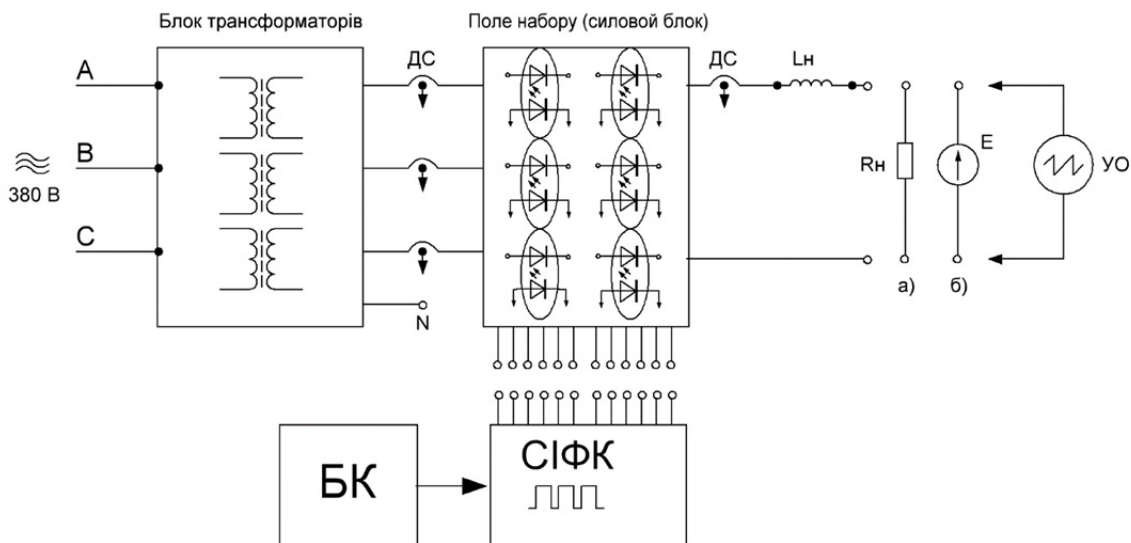 Блок трансформаторів
Поле набору (силовой блок)
A
B
C
380 В
ДС
N
ДС
Lн
Rн
E
УО
а)
б)
БК
СІФК